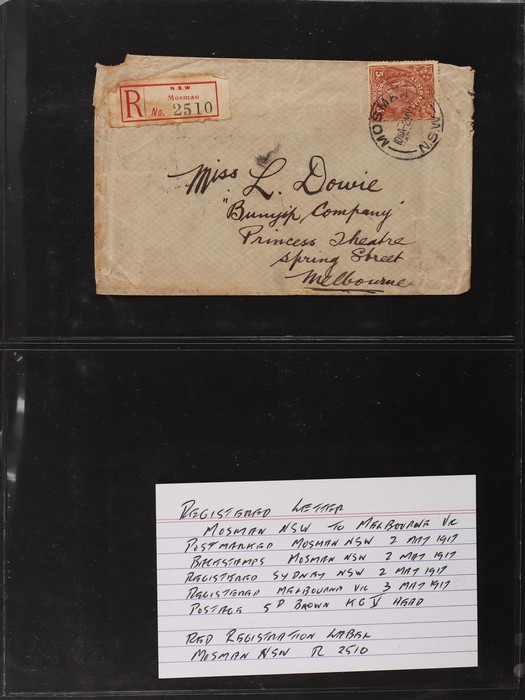 N.S.W.
R Mosman
No. 2510
MOSMAN
N.S.W
Miss L. Dowie
"Bunyip Company"
Princess Theatre
Spring Street
Melbourne
REGISTERED LETTER
MOSMAN NSW TO MELBOURNE VIC
POSTMARKED MOSMAN NSW 2 MAY 1917
BACKSTAMPS MOSMAN NSW 2 MAY 1917
REGISTERED SYDNEY NSW 2 MAY 1917
REGISTERED MELBOURNE VIC 3 MAY 1917
POSTAGE 5D BROWN KG V HEAD
RED REGISTRATION LABEL
MOSMAN NSW R 2510